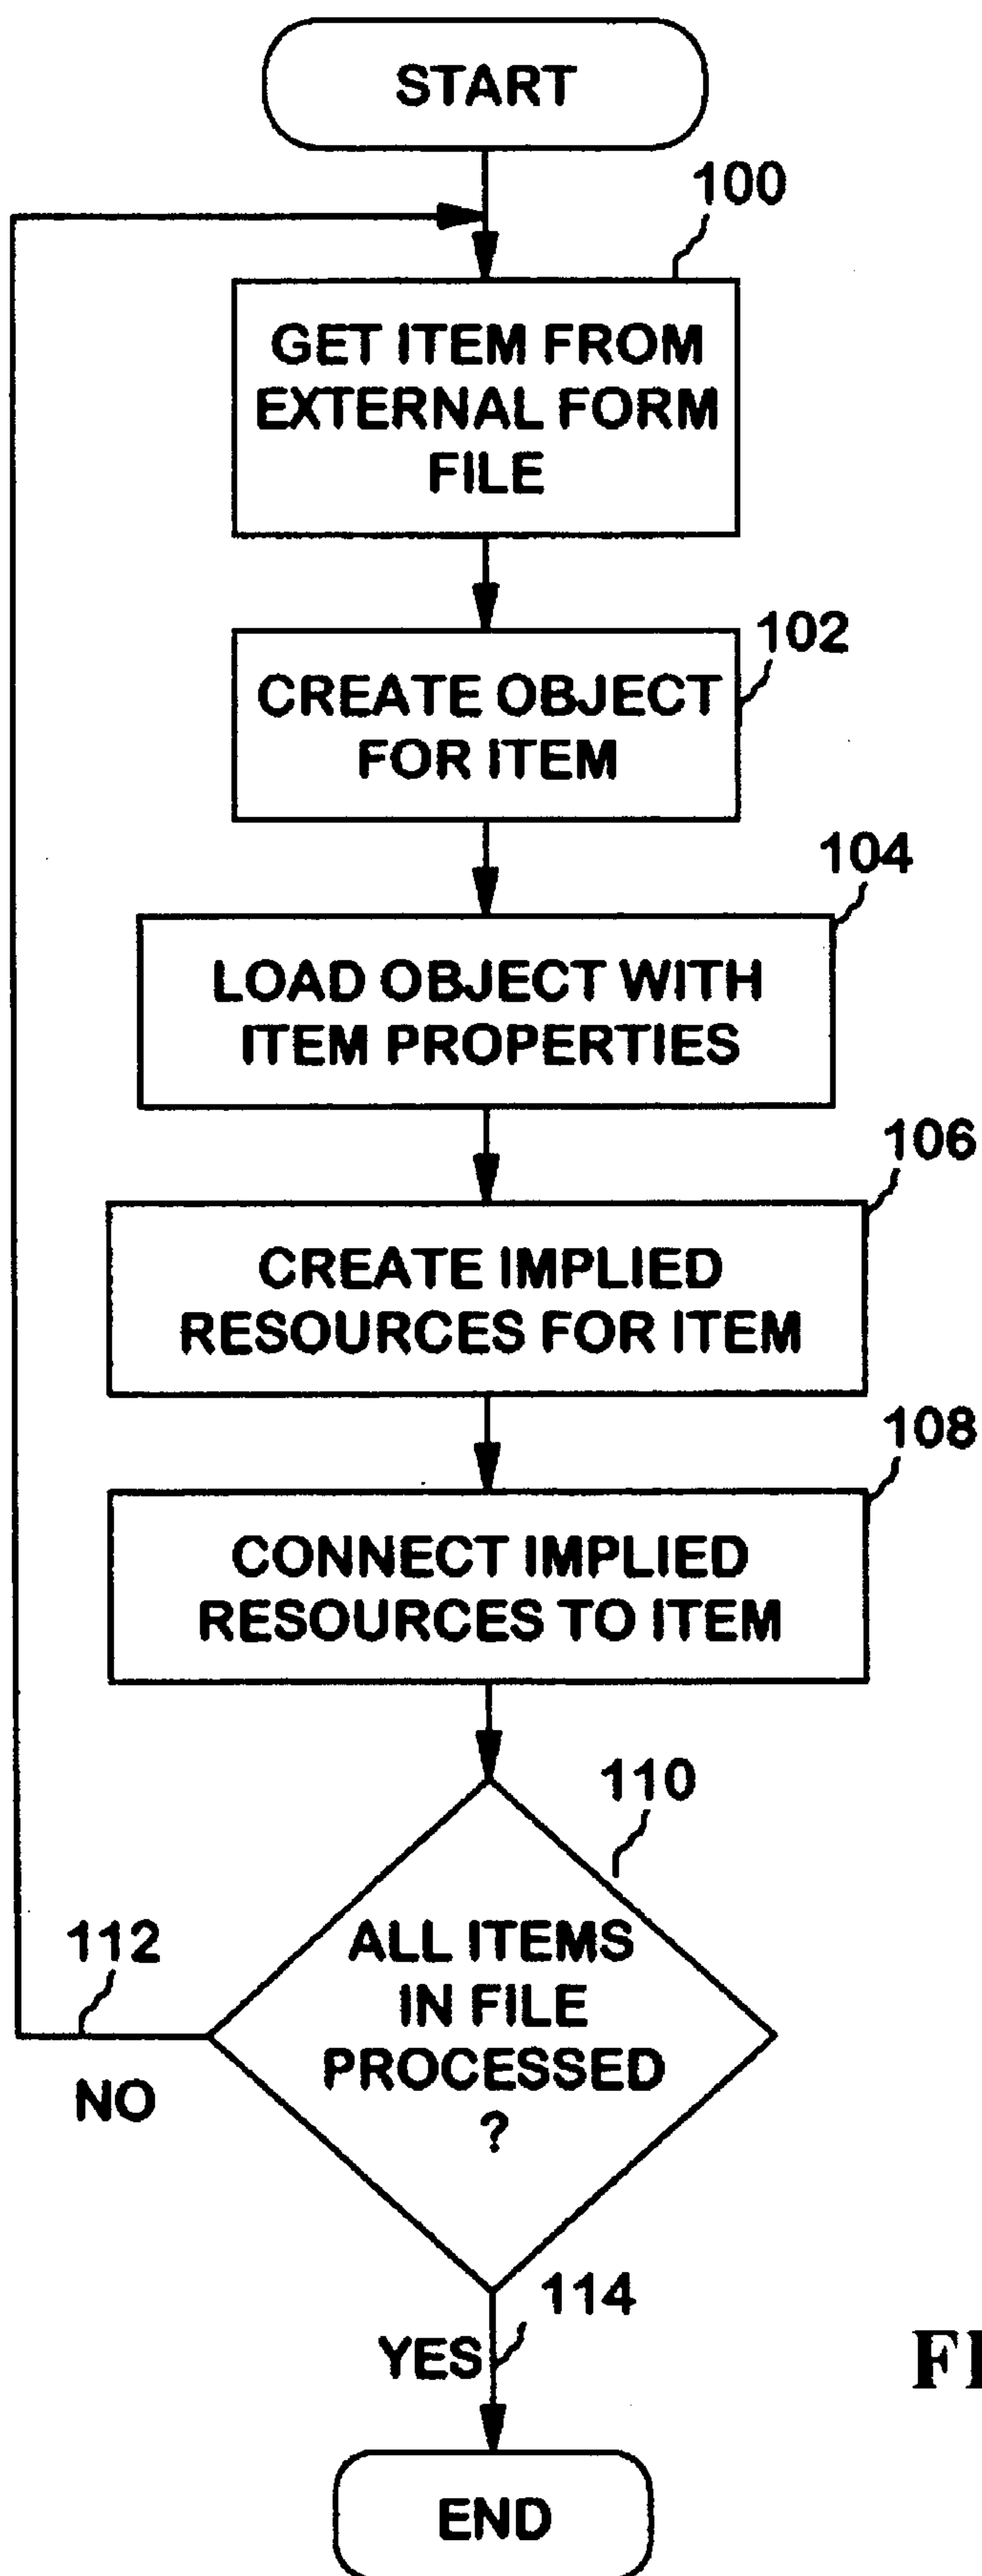 START
100
GET ITEM FROM
EXTERNAL FORM
FILE
102
CREATE OBJECT
FOR ITEM
104
LOAD OBJECT WITH
ITEM PROPERTIES
106
CREATE IMPLIED
RESOURCES FOR ITEM
108
CONNECT IMPLIED
RESOURCES TO ITEM
110
ALL ITEMS
IN FILE
PROCESSED
?
112
NO
114
YES
END